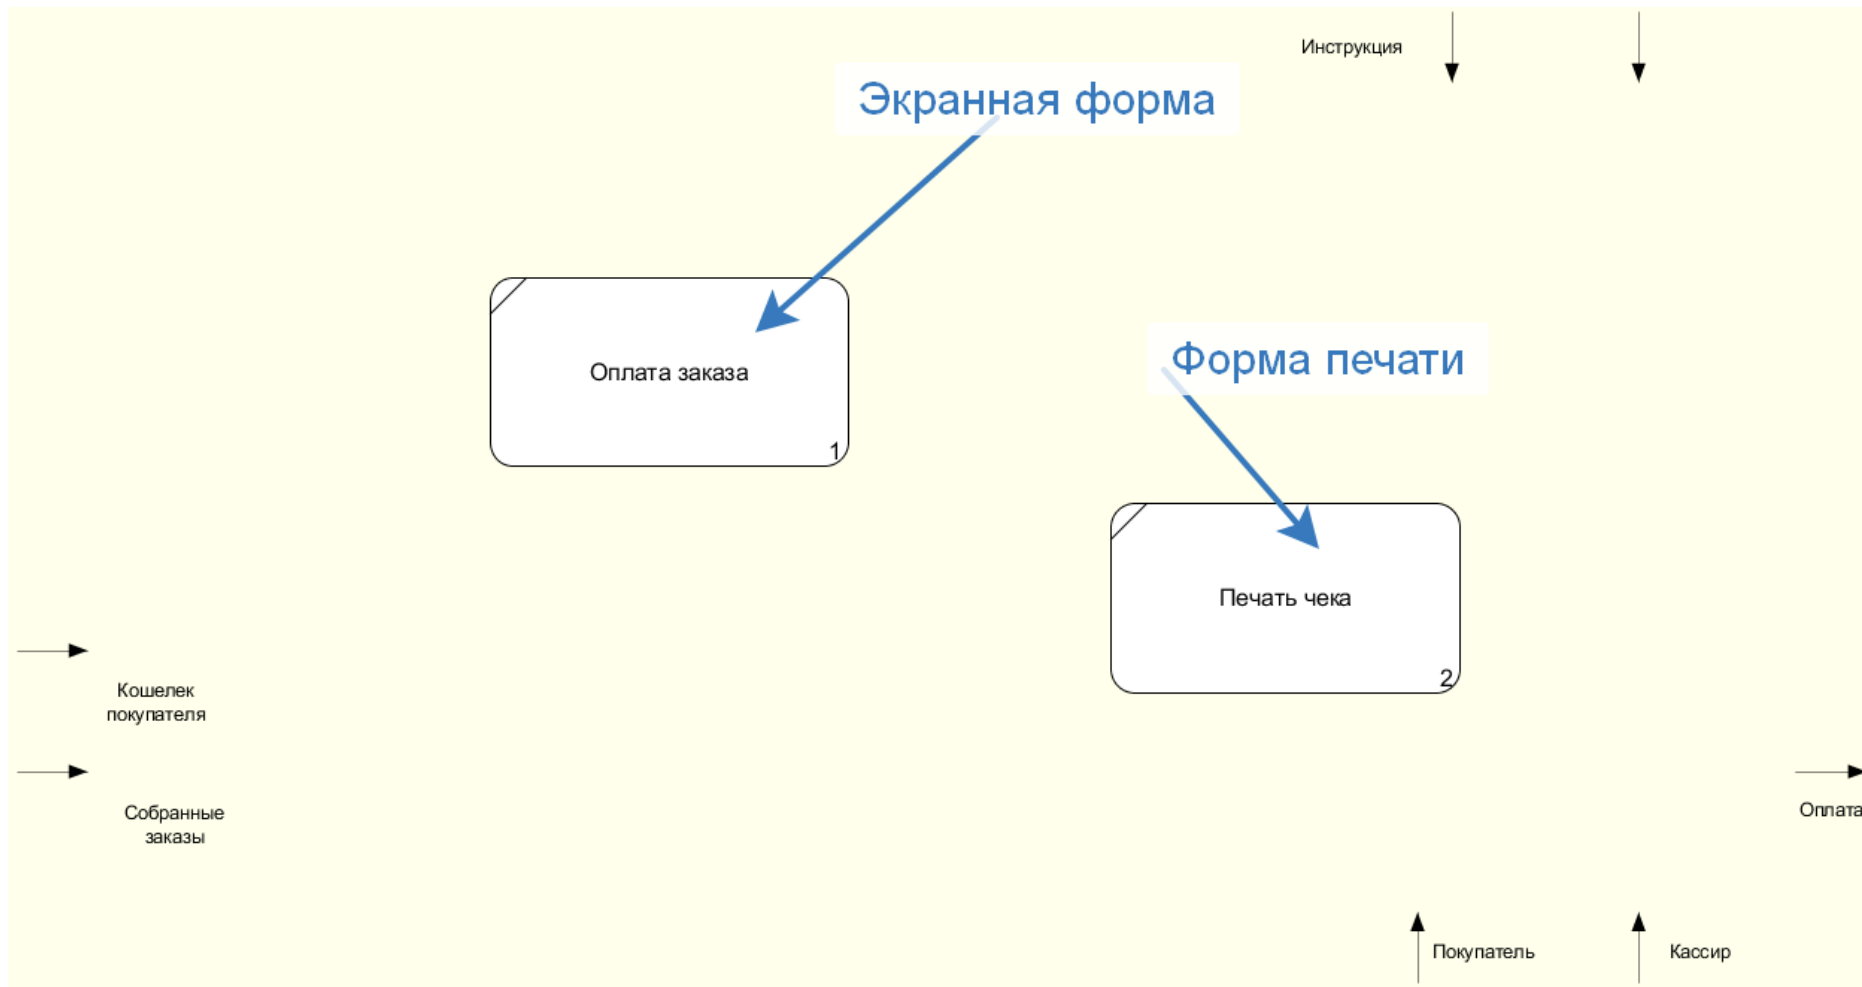 Инструкция
Экранная форма
Оплата заказа
1
Форма печати
Печать чека
2
Кошелек
покупателя
Собранные
заказы
Оплата
Покупатель
Кассир